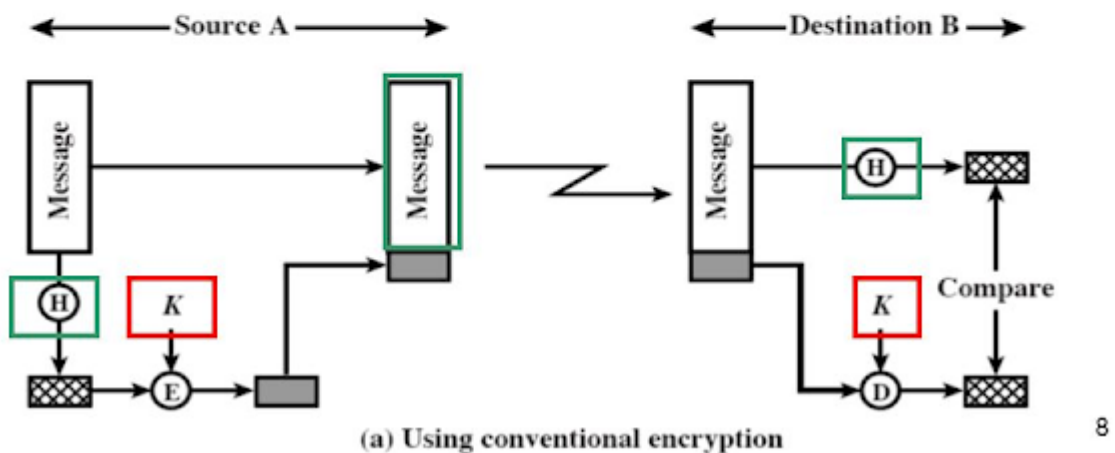 Source A
Destination B
Message
Message
Message
H
H
K
K
Compare
E
D
(a) Using conventional encryption
8